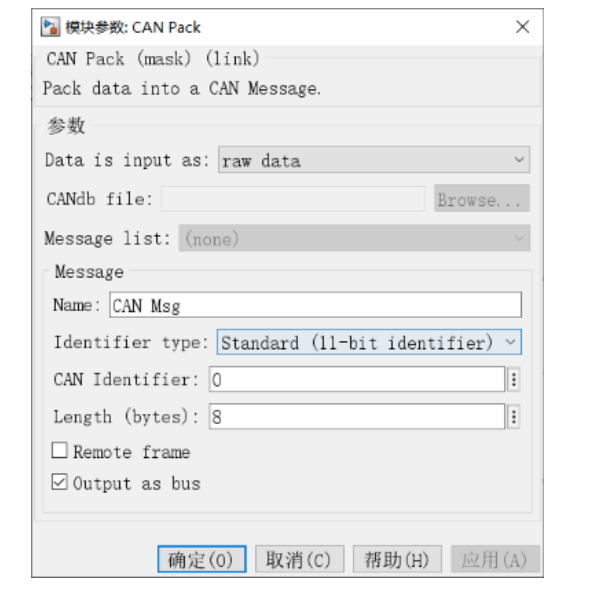 模块参数: CAN Pack
CAN Pack (mask) (link)
Pack data into a CAN Message.
参数
Data is input as: raw data
CANdb file: Browse...
Message list: (none)
Message
Name: CAN Msg
Identifier type: Standard (11-bit identifier)
CAN Identifier: 0
Length (bytes): 8
Remote frame
Output as bus
确定(O) 取消(C) 帮助(H) 应用(A)